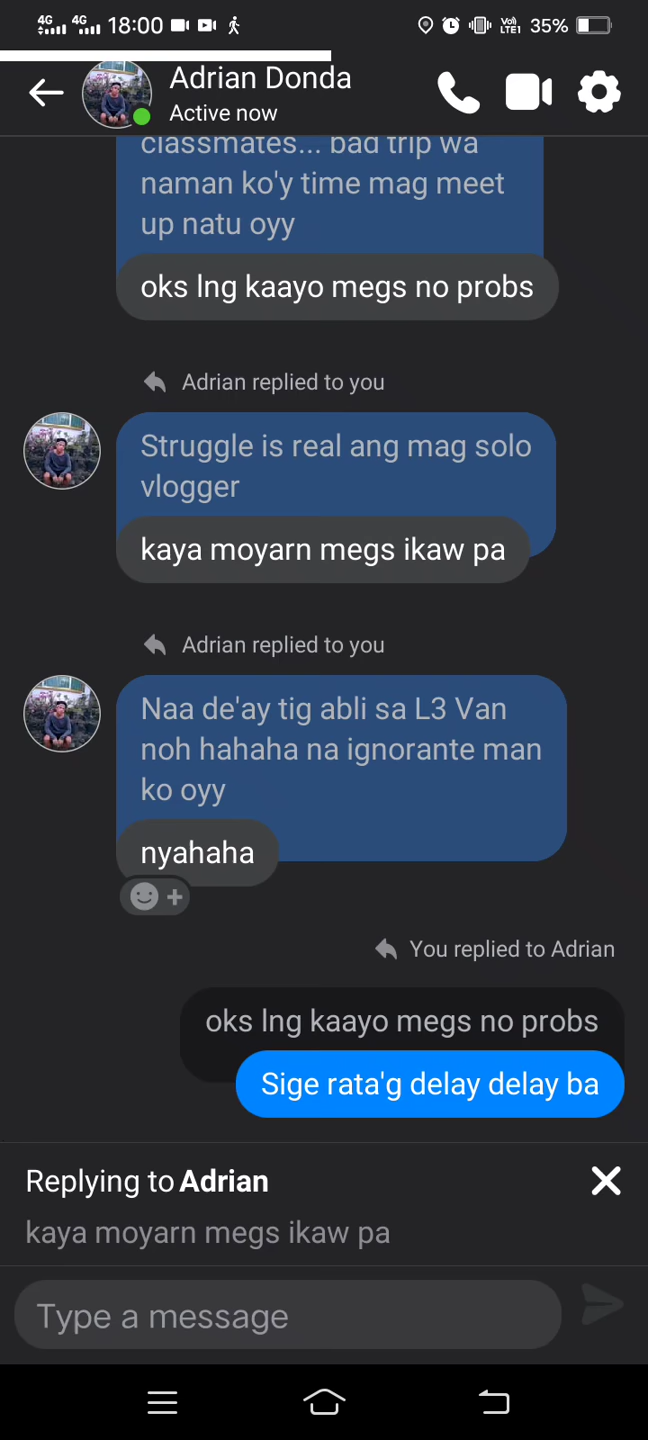 4G 4G 18:00 Vo) LTE1 35%
Adrian Donda
Active now
classmates... bad trip wa
naman ko'y time mag meet
up natu oyy
oks lng kaayo megs no probs
Adrian replied to you
Struggle is real ang mag solo
vlogger
kaya moyarn megs ikaw pa
Adrian replied to you
Naa de'ay tig abli sa L3 Van
noh hahaha na ignorante man
ko oyy
nyahaha
You replied to Adrian
oks lng kaayo megs no probs
Sige rata'g delay delay ba
Replying to Adrian
kaya moyarn megs ikaw pa
Type a message